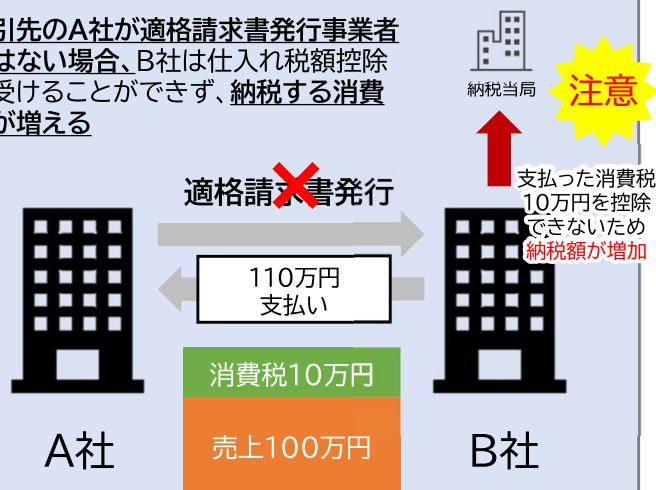 引先のA社が適格請求書発行事業者
はない場合、B社は仕入れ税額控除
受けることができず、納税する消費
が増える
納税当局
注意
支払った消費税
10万円を控除
できないため
納税額が増加
適格請求書発行
110万円
支払い
消費税10万円
売上100万円
A社
B社